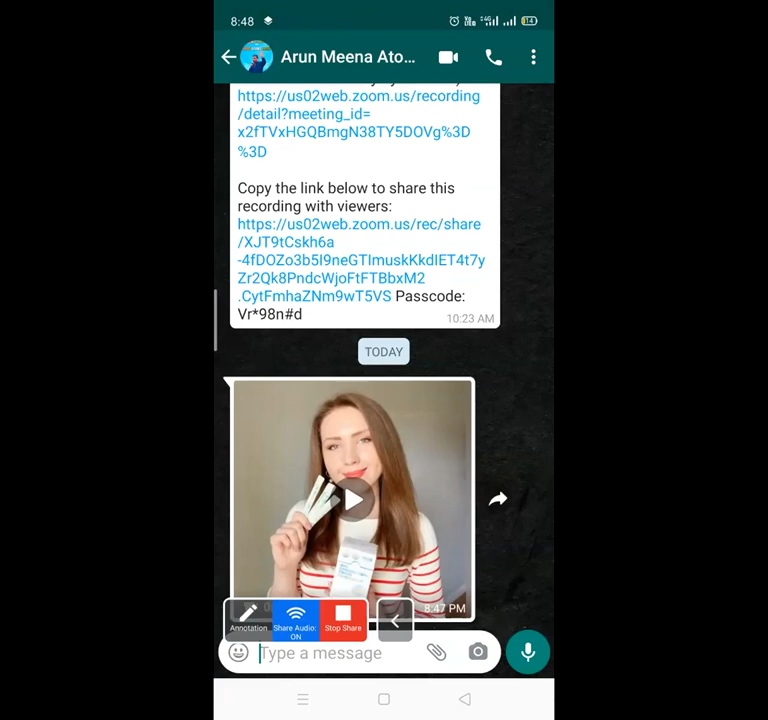 8:48
Arun Meena Ato...
https://us02web.zoom.us/recording
/detail?meeting_id=
x2fTVxHGQBmgN38TY5DOVg%3D
%3D
Copy the link below to share this
recording with viewers:
https://us02web.zoom.us/rec/share
/XJT9tCskh6a
-4fDOZo3b5I9neGTImuskKkdIET4t7y
Zr2Qk8PndcWjoFtFTBbxM2
.CytFmhaZNm9wT5VS Passcode:
Vr*98n#d
10:23 AM
TODAY
8:47 PM
Annotation
Share Audio:
ON
Stop Share
Type a message